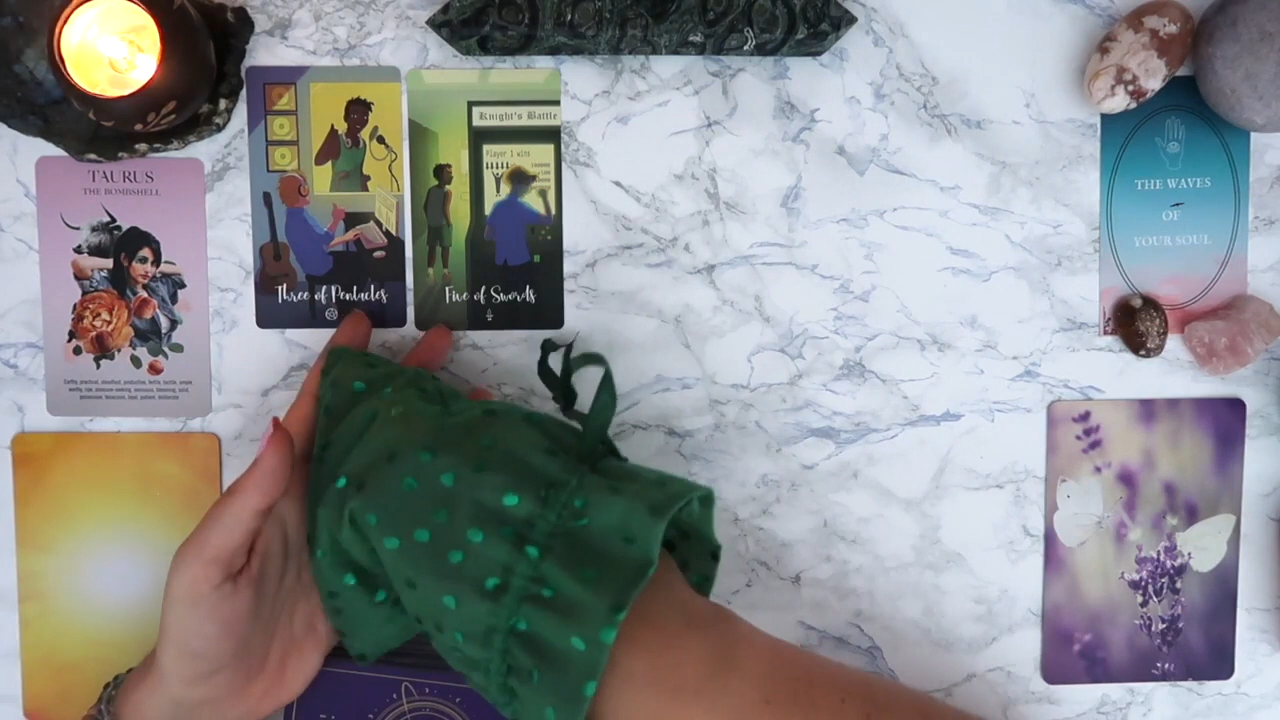 TAURUS
THE BOMBSHELL
Three of Pentacles
Knight's Battle
Player 1 wins
Five of Swords
THE WAVES
OF
YOUR SOUL